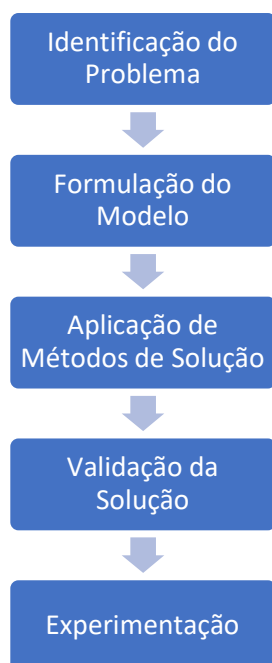 Identificação do
Problema
Formulação do
Modelo
Aplicação de
Métodos de Solução
Validação da
Solução
Experimentação